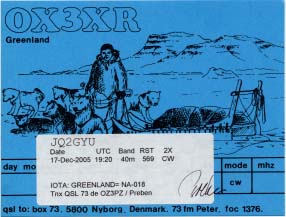 OX3XR
Greenland
JQ2GYU
Date UTC Band RST 2X
17-Dec-2005 19:20 40m 569 CW
IOTA: GREENLAND= NA-018
Tnx QSL 73 de OZ3PZ / Preben
day mo
mode mhz
cw
qsl to: box 73. 5800 Nyborg, Denmark. 73 fm Peter, foc 1376.